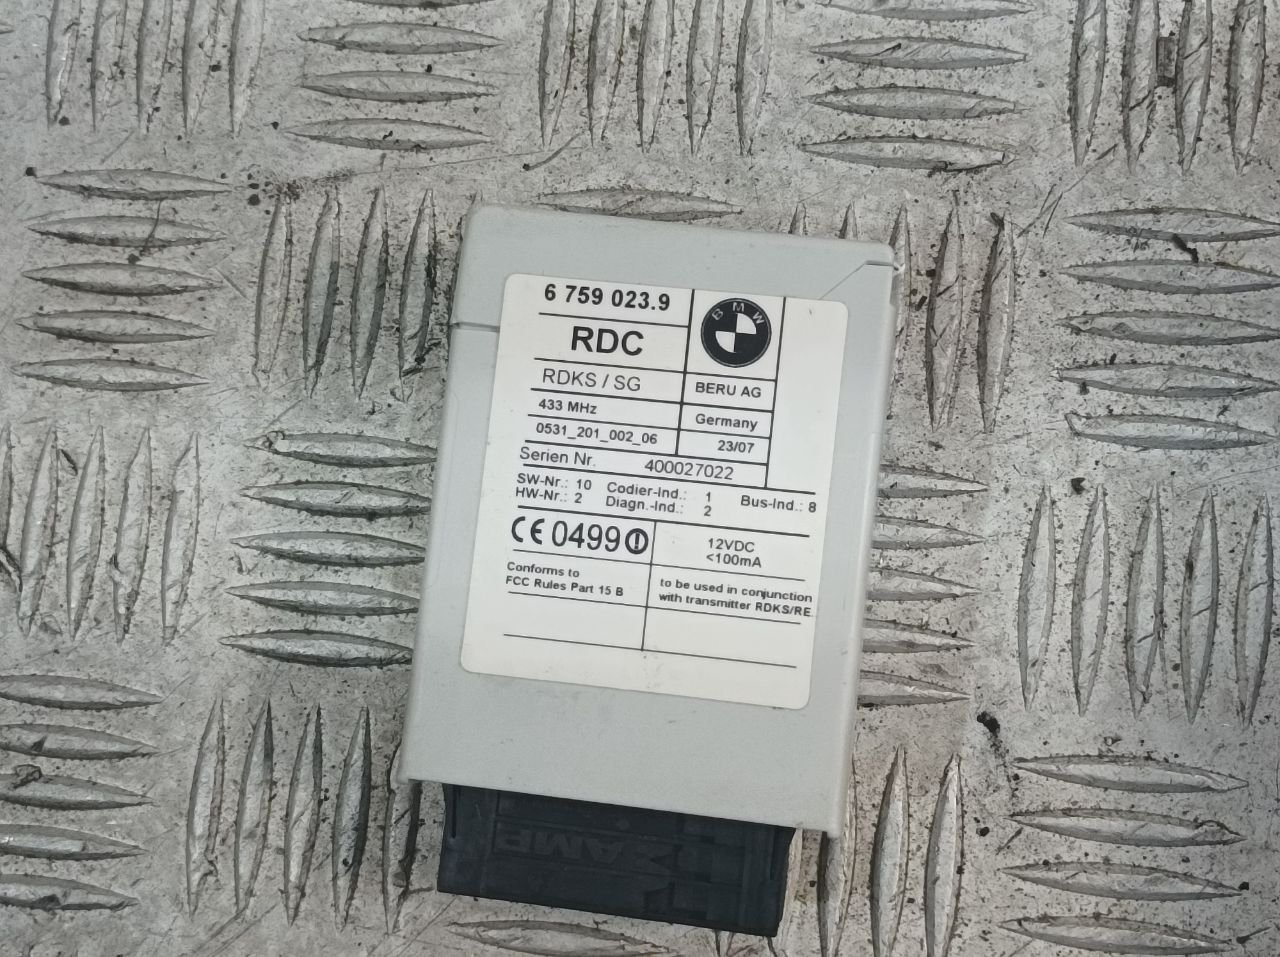 6 759 023.9
BMW
RDC
RDKS / SG
BERU AG
433 MHz
Germany
0531_201_002_06
23/07
Serien Nr. 400027022
SW-Nr.: 10 Codier-Ind.: 1 Bus-Ind.: 8
HW-Nr.: 2 Diagn.-Ind.: 2
CE 0499
12VDC
<100mA
Conforms to
FCC Rules Part 15 B
to be used in conjunction
with transmitter RDKS/RE
AMP